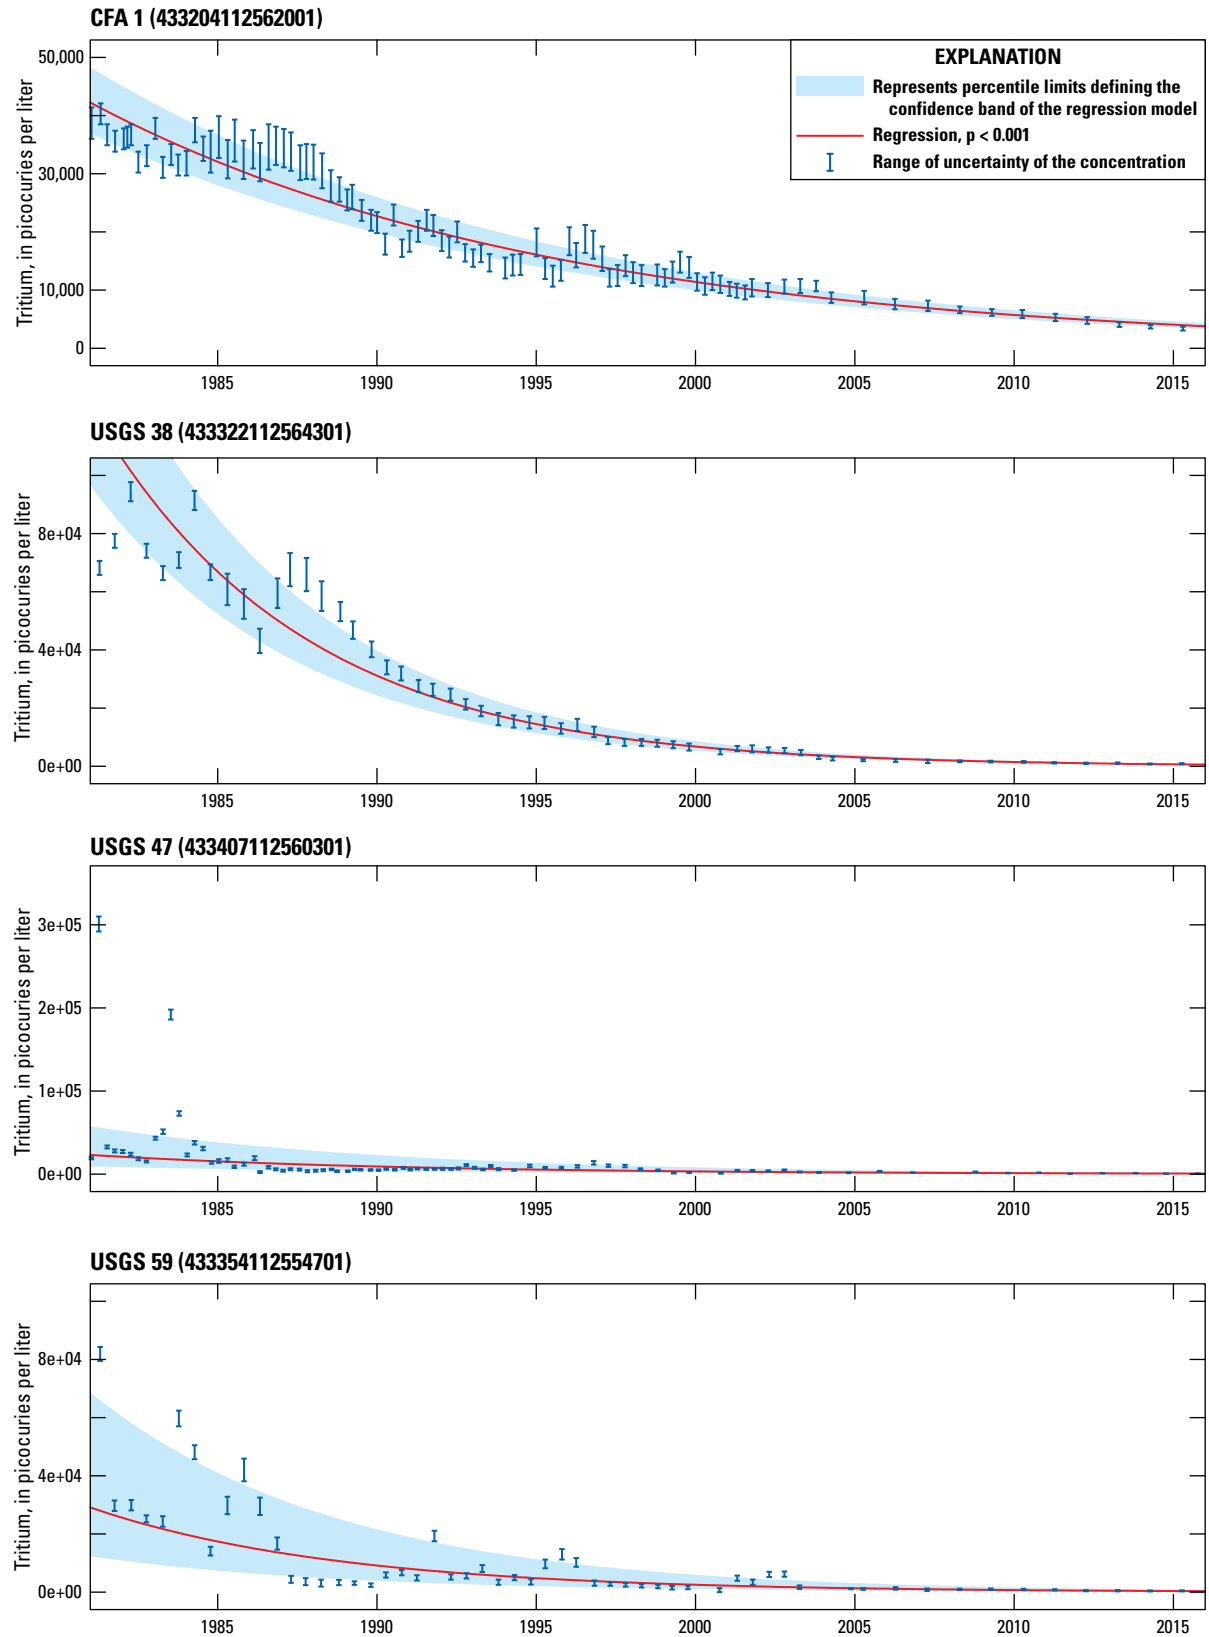 CFA 1 (433204112562001)
Tritium, in picocuries per liter
50,000
30,000
10,000
0
EXPLANATION
Represents percentile limits defining the
confidence band of the regression model
Regression, p < 0.001
Range of uncertainty of the concentration
1985 1990 1995 2000 2005 2010 2015
USGS 38 (433322112564301)
Tritium, in picocuries per liter
8e+04
4e+04
0e+00
1985 1990 1995 2000 2005 2010 2015
USGS 47 (433407112560301)
Tritium, in picocuries per liter
3e+05
2e+05
1e+05
0e+00
1985 1990 1995 2000 2005 2010 2015
USGS 59 (433354112554701)
Tritium, in picocuries per liter
8e+04
4e+04
0e+00
1985 1990 1995 2000 2005 2010 2015